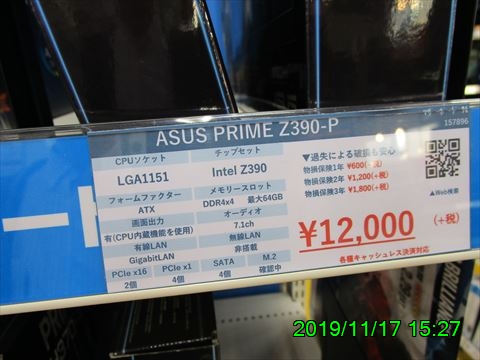 ASUS PRIME Z390-P
157896
CPUソケット
チップセット
LGA1151
Intel Z390
フォームファクター
メモリースロット
ATX
DDR4x4 最大64GB
画面出力
オーディオ
有(CPU内蔵機能を使用)
7.1ch
有線LAN
無線LAN
GigabitLAN
非搭載
PCIe x16
PCIe x1
SATA
M.2
2個
4個
4個
確認中
▼過失による破損も安心
物損保険1年 ¥600(+税)
物損保険2年 ¥1,200(+税)
物損保険3年 ¥1,800(+税)
▲Web検索
¥12,000 (+税)
各種キャッシュレス決済対応
2019/11/17 15:27